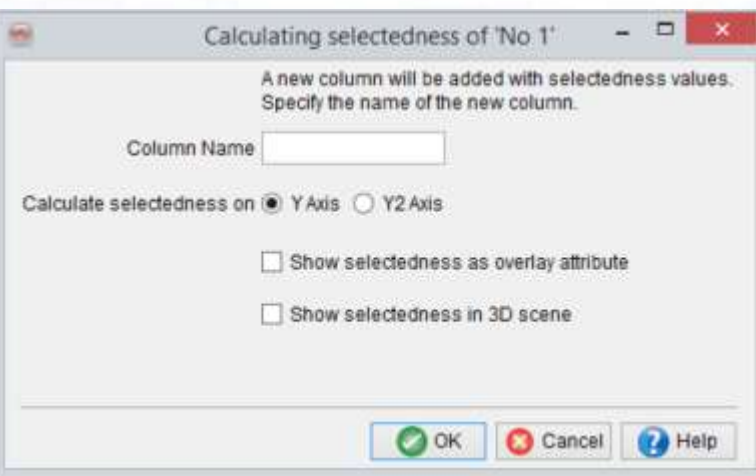 Calculating selectedness of 'No 1'
A new column will be added with selectedness values.
Specify the name of the new column.
Column Name
Calculate selectedness on Y Axis Y2 Axis
Show selectedness as overlay attribute
Show selectedness in 3D scene
OK Cancel Help